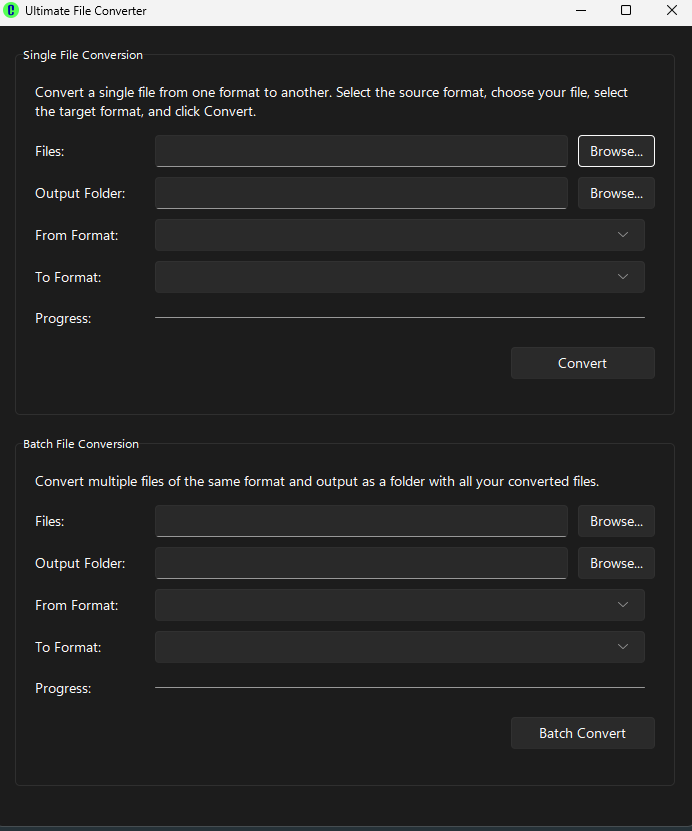 Ultimate File Converter
Single File Conversion
Convert a single file from one format to another. Select the source format, choose your file, select
the target format, and click Convert.
Files:
Browse...
Output Folder:
Browse...
From Format:
To Format:
Progress:
Convert
Batch File Conversion
Convert multiple files of the same format and output as a folder with all your converted files.
Files:
Browse...
Output Folder:
Browse...
From Format:
To Format:
Progress:
Batch Convert